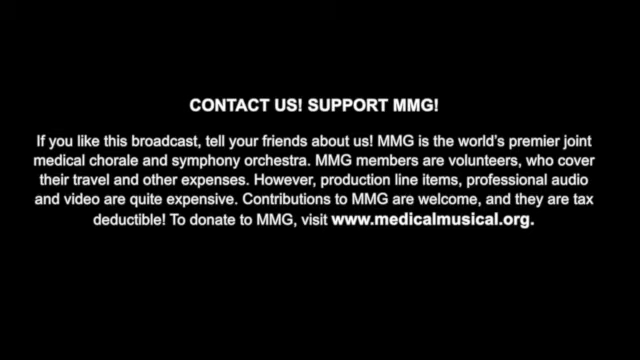 CONTACT US! SUPPORT MMG!
If you like this broadcast, tell your friends about us! MMG is the world's premier joint
medical chorale and symphony orchestra. MMG members are volunteers, who cover
their travel and other expenses. However, production line items, professional audio
and video are quite expensive. Contributions to MMG are welcome, and they are tax
deductible! To donate to MMG, visit www.medicalmusical.org.